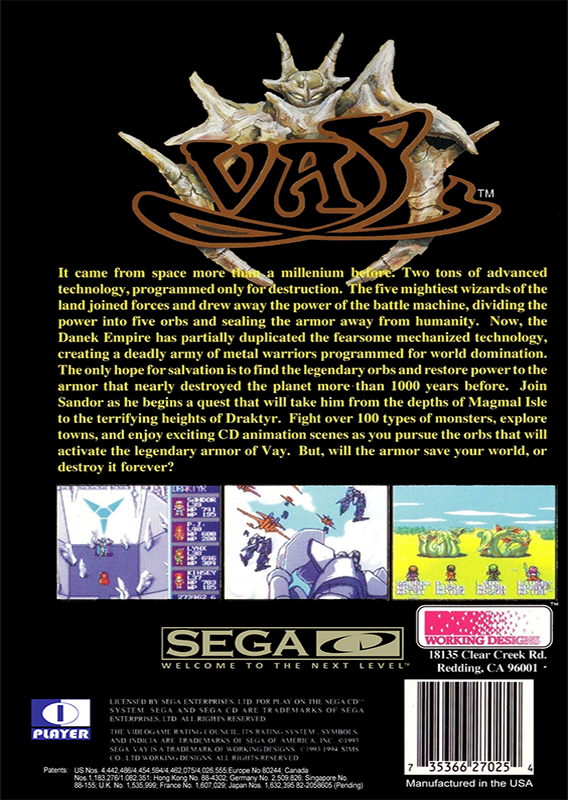 VAY
TM
It came from space more than a millenium before. Two tons of advanced
technology, programmed only for destruction. The five mightiest wizards of the
land joined forces and drew away the power of the battle machine, dividing the
power into five orbs and sealing the armor away from humanity. Now, the
Danek Empire has partially duplicated the fearsome mechanized technology,
creating a deadly army of metal warriors programmed for world domination.
The only hope for salvation is to find the legendary orbs and restore power to the
armor that nearly destroyed the planet more than 1000 years before. Join
Sandor as he begins a quest that will take him from the depths of Magmal Isle
to the terrifying heights of Draktyr. Fight over 100 types of monsters, explore
towns, and enjoy exciting CD animation scenes as you pursue the orbs that will
activate the legendary armor of Vay. But, will the armor save your world, or
destroy it forever?
DRAKTYR
SANDOR
P.J.
LYNX
SEGA CD
WELCOME TO THE NEXT LEVEL™
WORKING DESIGNS
™
18135 Clear Creek Rd.
Redding, CA 96001
1
PLAYER
LICENSED BY SEGA ENTERPRISES, LTD. FOR PLAY ON THE SEGA CD™
SYSTEM. SEGA AND SEGA CD ARE TRADEMARKS OF SEGA
ENTERPRISES, LTD. ALL RIGHTS RESERVED.
THE VIDEOGAME RATING COUNCIL, ITS RATING SYSTEM, SYMBOLS,
AND INDICIA ARE TRADEMARKS OF SEGA OF AMERICA, INC. ©1993
SEGA. VAY IS A TRADEMARK OF WORKING DESIGNS. ©1993 1994 SIMS
CO., LTD WORKING DESIGNS. ALL RIGHTS RESERVED.
Patents: US Nos. 4,442,486/4,454,594/4,462,075/4,026,555; Europe No 80244; Canada
Nos.1,183,276/1,082,351; Hong Kong No. 88-4302; Germany No. 2,509,826; Singapore No.
88-155; U.K. No. 1,535,999; France No. 1,607,029; Japan Nos. 1,632,395 82-2058605 (Pending)
7 35366 27025 4
Manufactured in the USA